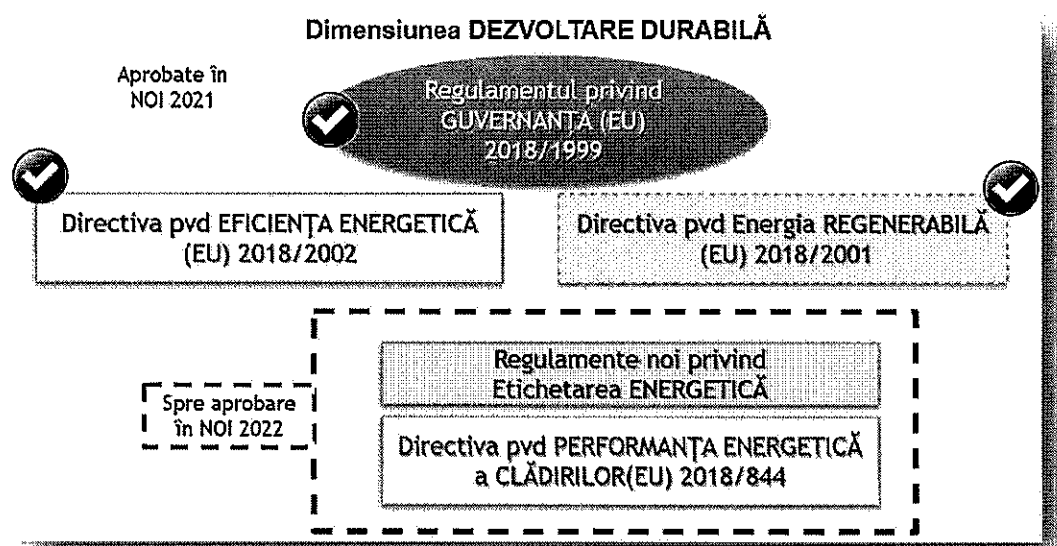 Dimensiunea DEZVOLTARE DURABILĂ
Aprobate în
NOI 2021
Regulamentul privind
GUVERNANȚA (EU)
2018/1999
Directiva pvd EFICIENȚA ENERGETICĂ
(EU) 2018/2002
Directiva pvd Energia REGENERABILĂ
(EU) 2018/2001
Regulamente noi privind
Etichetarea ENERGETICĂ
Spre aprobare
în NOI 2022
Directiva pvd PERFORMANȚA ENERGETICĂ
a CLĂDIRILOR(EU) 2018/844